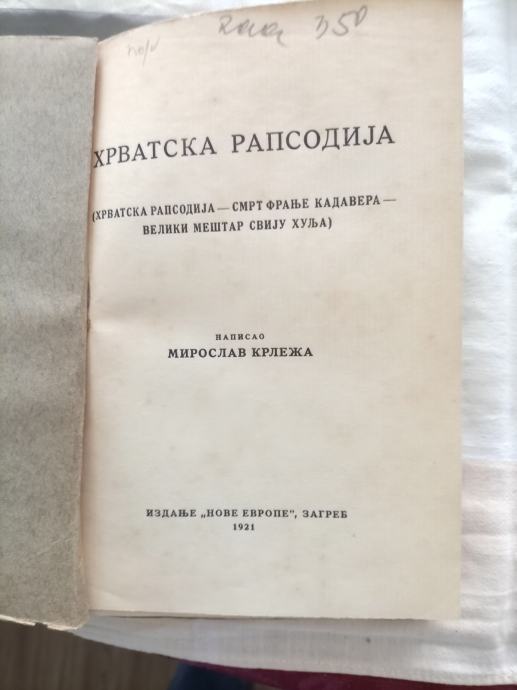 350
ХРВАТСКА РАПСОДИЈА
(ХРВАТСКА РАПСОДИЈА — СМРТ ФРАЊЕ КАДАВЕРА —
ВЕЛИКИ МЕШТАР СВИЈУ ХУЉА)
НАПИСАО
МИРОСЛАВ КРЛЕЖА
ИЗДАЊЕ „НОВЕ ЕВРОПЕ", ЗАГРЕБ
1921